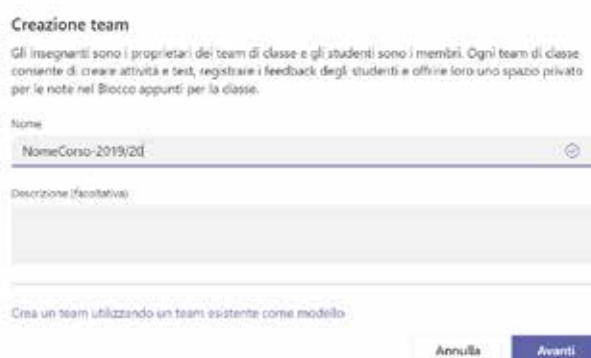 Creazione team
Gli insegnanti sono i proprietari dei team di classe e gli studenti sono i membri. Ogni team di classe
consente di creare attività e test, registrare i feedback degli studenti e offrire loro uno spazio privato
per le note nel Blocco appunti per la classe.
Nome
NomeCorso-2019/20
Descrizione (facoltativa)
Crea un team utilizzando un team esistente come modello
Annulla
Avanti